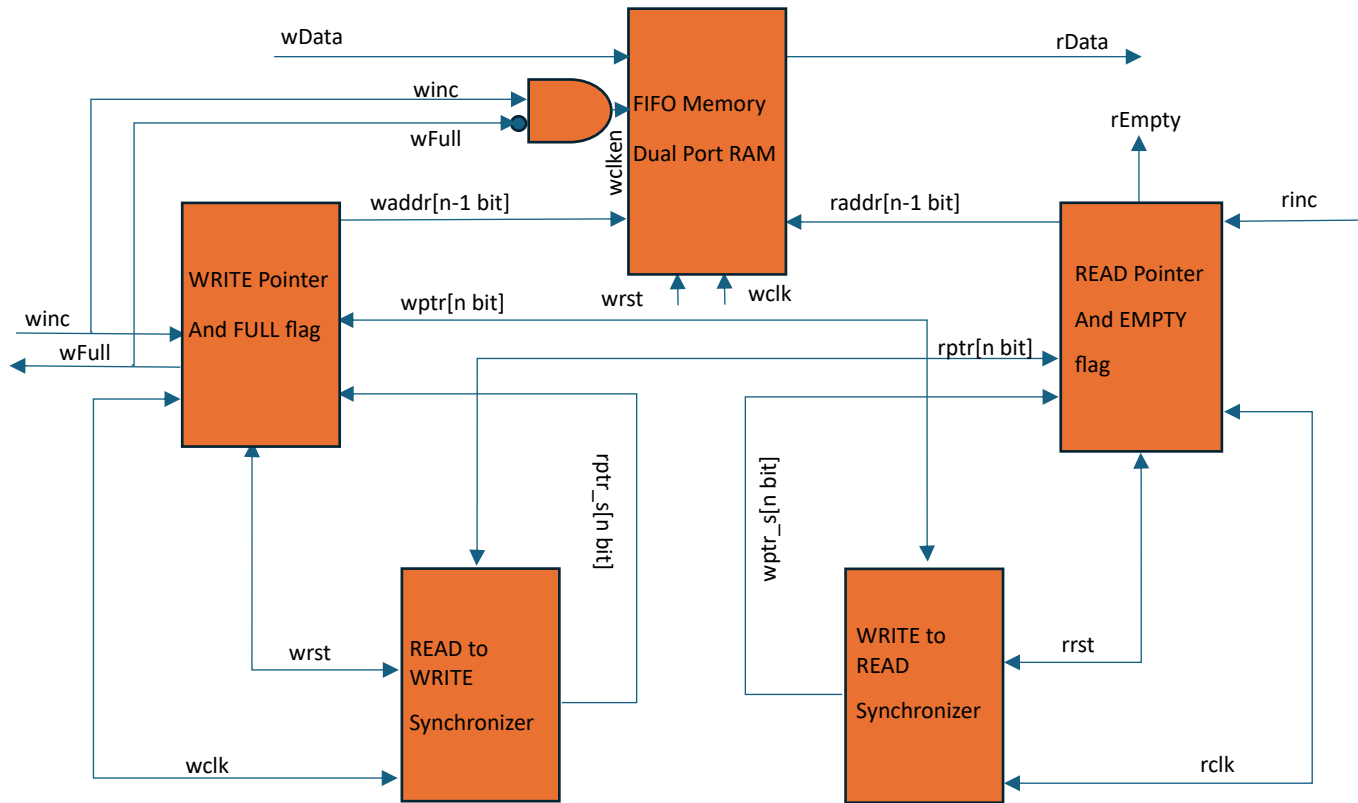 wData
rData
winc
FIFO Memory
Dual Port RAM
wFull
wclken
rEmpty
waddr[n-1 bit]
raddr[n-1 bit]
rinc
WRITE Pointer
And FULL flag
READ Pointer
And EMPTY
flag
wrst
wclk
wptr[n bit]
winc
wFull
rptr[n bit]
rptr_s[n bit]
wptr_s[n bit]
READ to
WRITE
Synchronizer
WRITE to
READ
Synchronizer
wrst
rrst
wclk
rclk